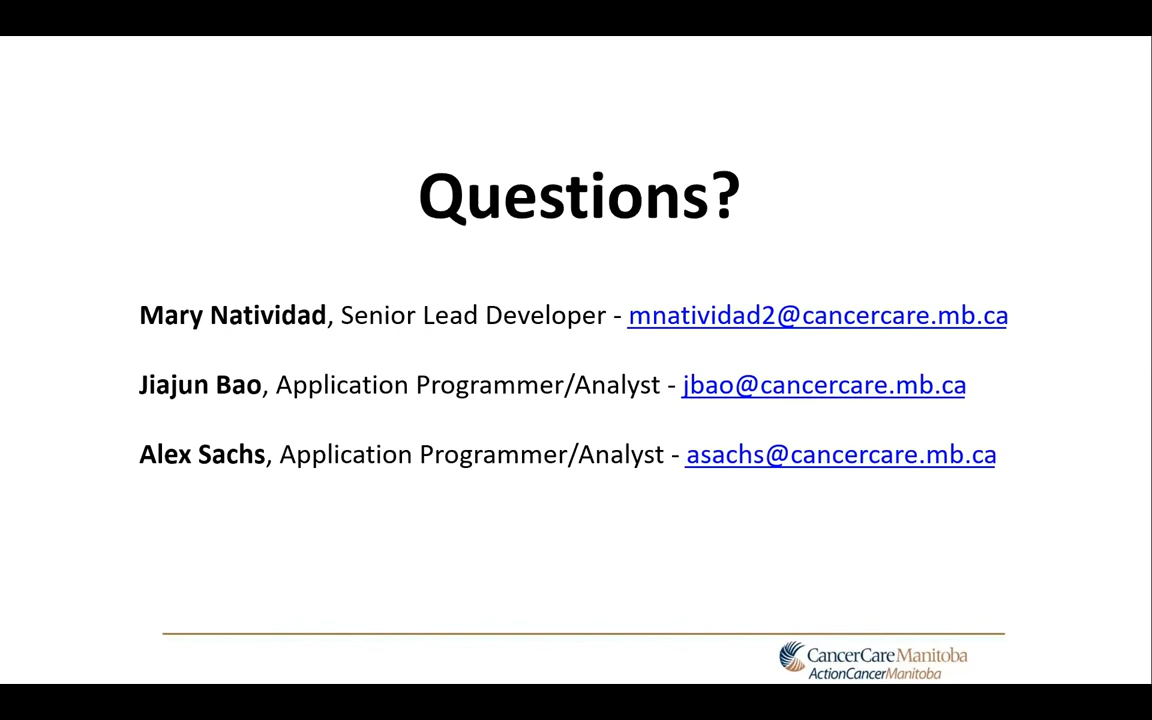 Questions?
Mary Natividad, Senior Lead Developer - mnatividad2@cancercare.mb.ca
Jiajun Bao, Application Programmer/Analyst - jbao@cancercare.mb.ca
Alex Sachs, Application Programmer/Analyst - asachs@cancercare.mb.ca
CancerCareManitoba
ActionCancerManitoba